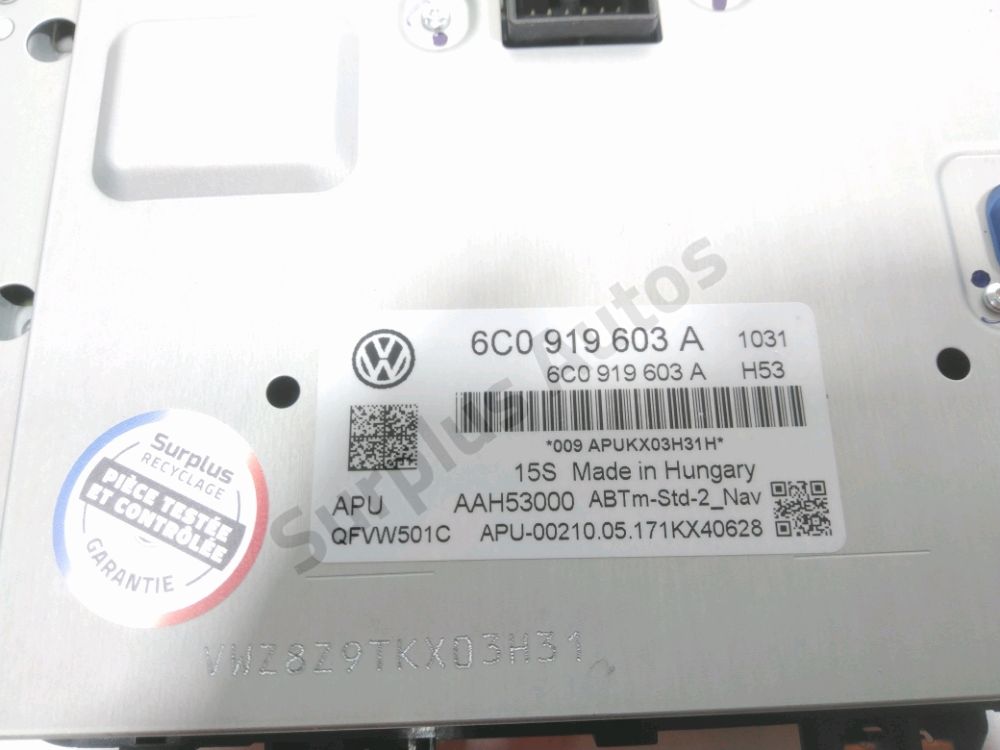 6C0 919 603 A 1031
6C0 919 603 A H53
*009 APUKX03H31H*
15S Made in Hungary
APU AAH53000 ABTm-Std-2_Nav
QFVW501C APU-00210.05.171KX40628
Surplus
RECYCLAGE
PIÈCE TESTÉE
ET CONTRÔLÉE
GARANTIE
VWZ8Z9TKX03H31
Surplus Autos